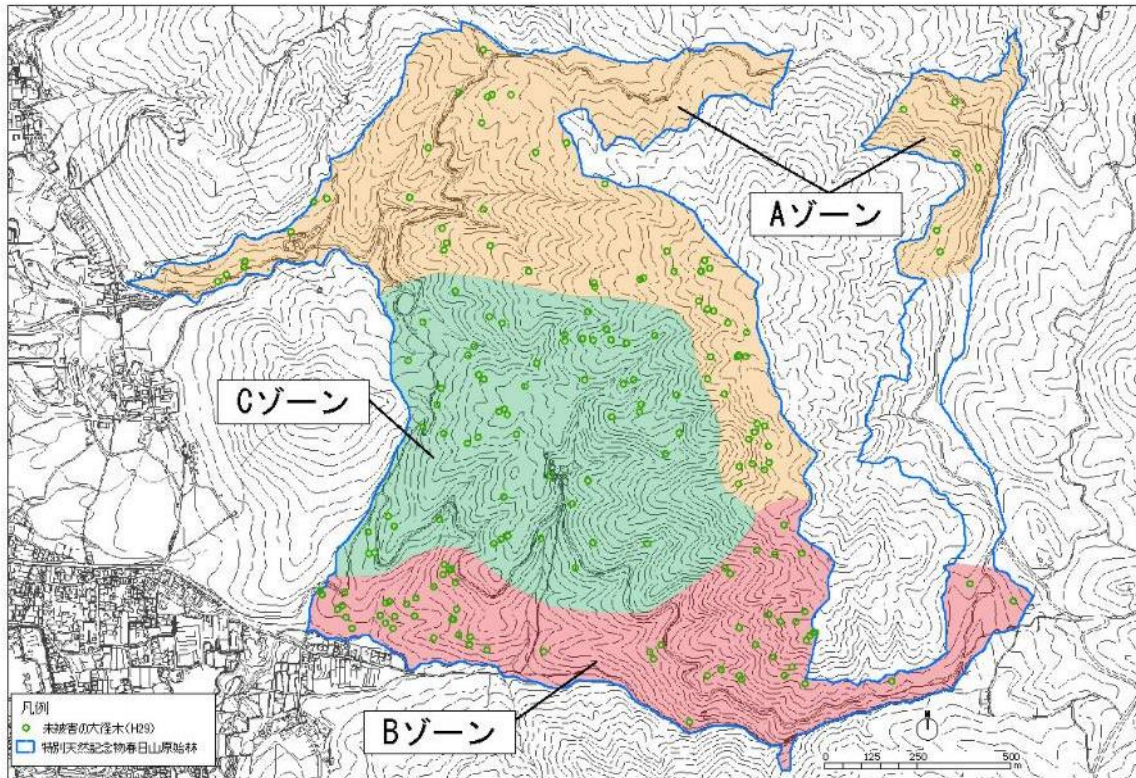 Aゾーン
Cゾーン
Bゾーン
凡例
未被害の大径木(H29)
特別天然記念物春日山原始林
N
0 125 250 500
m